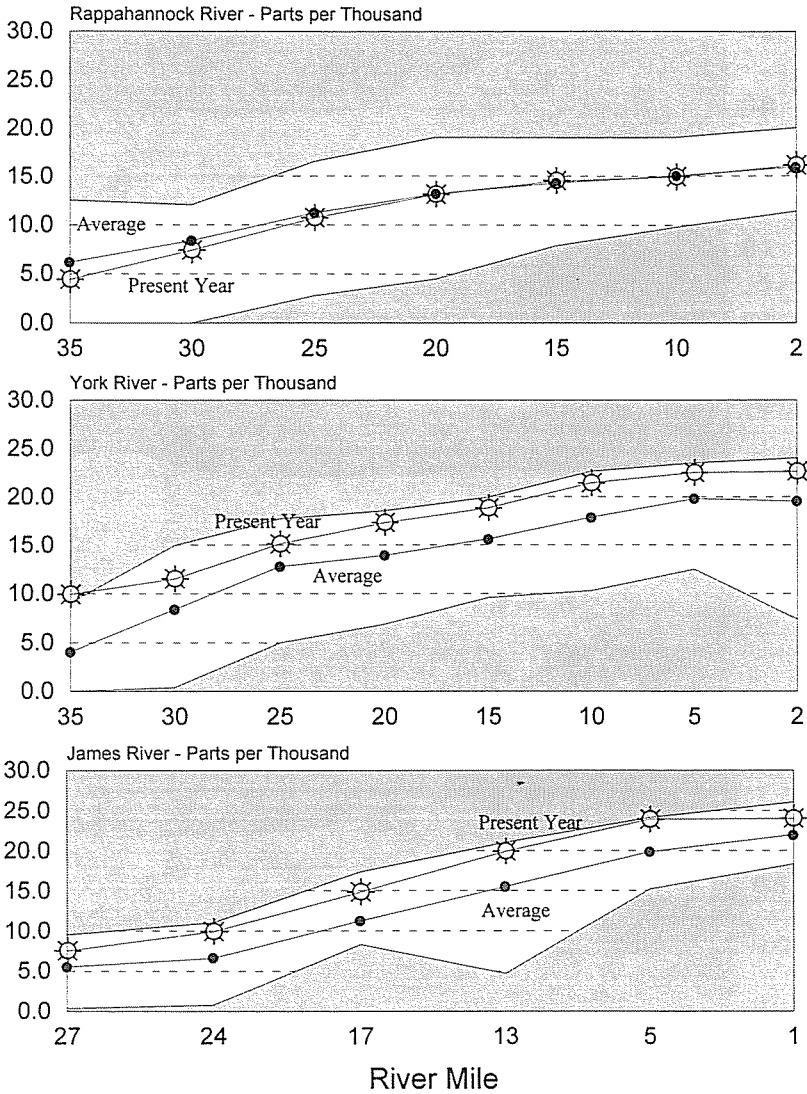 Rappahannock River - Parts per Thousand
30.0
25.0
20.0
15.0
Average
10.0
5.0
Present Year
0.0
35 30 25 20 15 10 2
York River - Parts per Thousand
30.0
25.0
20.0
Present Year
15.0
Average
10.0
5.0
0.0
35 30 25 20 15 10 5 2
James River - Parts per Thousand
30.0
25.0
Present Year
20.0
15.0
Average
10.0
5.0
0.0
27 24 17 13 5 1
River Mile